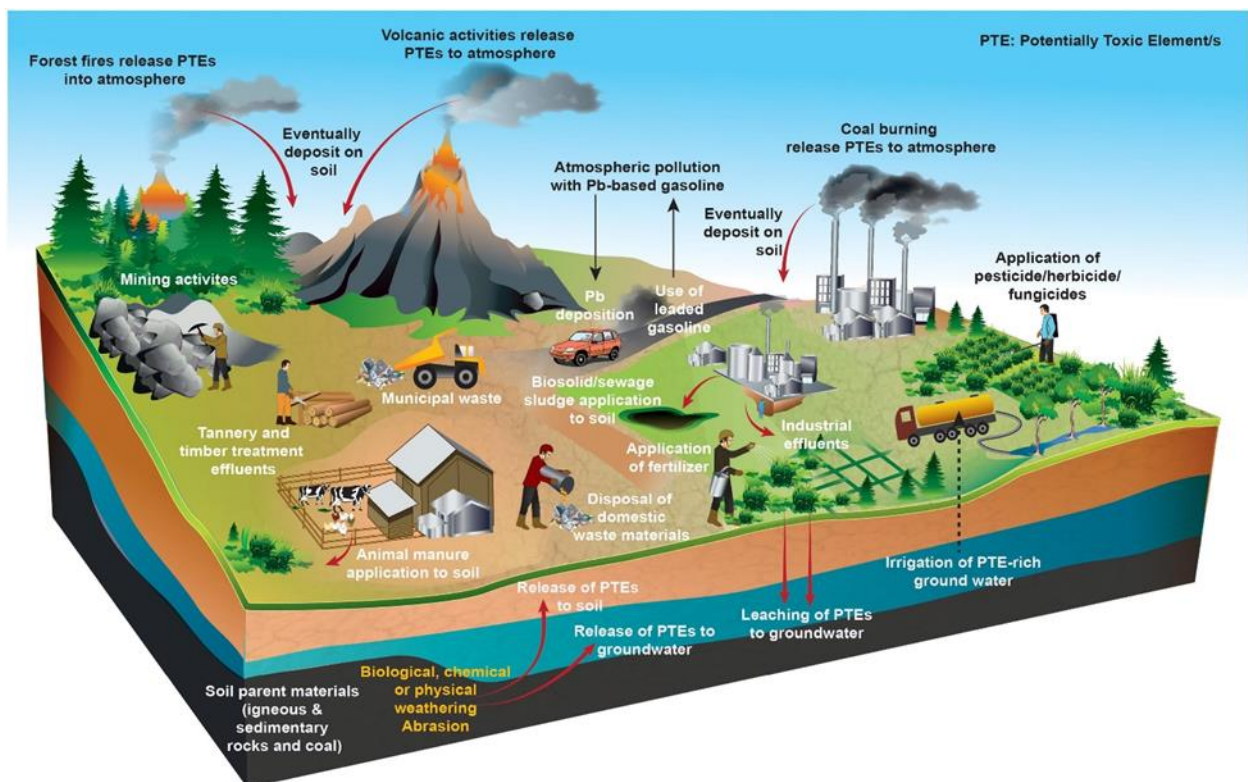 Forest fires release PTEs
into atmosphere
Volcanic activities release
PTEs to atmosphere
PTE: Potentially Toxic Element/s
Eventually
deposit on
soil
Coal burning
release PTEs to atmosphere
Atmospheric pollution
with Pb-based gasoline
Eventually
deposit on
soil
Application of
pesticide/herbicide/
fungicides
Mining activites
Pb
deposition
Use of
leaded
gasoline
Municipal waste
Biosolid/sewage
sludge application
to soil
Industrial
effluents
Tannery and
timber treatment
effluents
Application
of fertilizer
Disposal of
domestic
waste materials
Animal manure
application to soil
Irrigation of PTE-rich
ground water
Release of PTEs
to soil
Release of PTEs to
groundwater
Leaching of PTEs
to groundwater
Biological, chemical
or physical
weathering
Abrasion
Soil parent materials
(igneous &
sedimentary
rocks and coal)